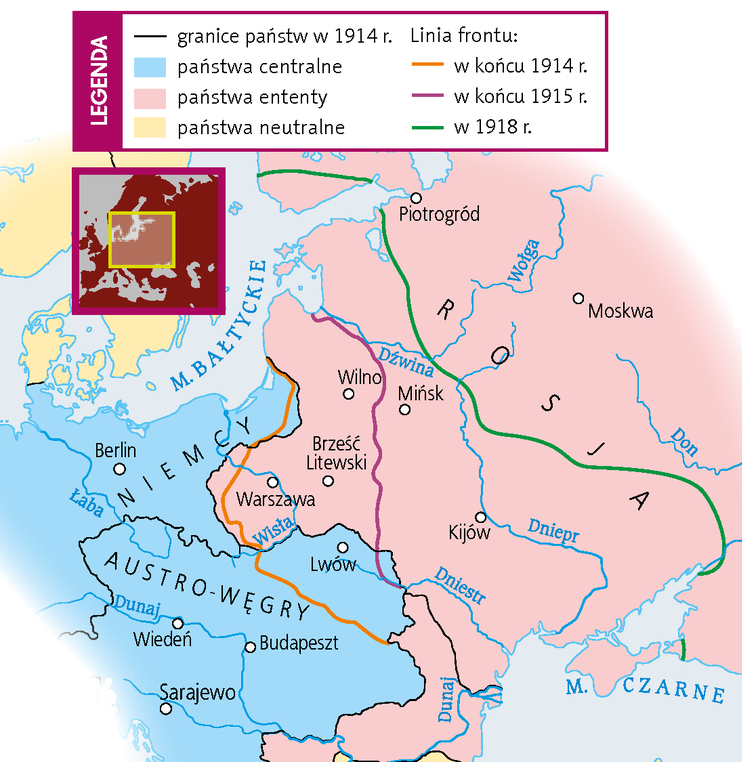 LEGENDA
granice państw w 1914 r.
państwa centralne
państwa ententy
państwa neutralne
Linia frontu:
w końcu 1914 r.
w końcu 1915 r.
w 1918 r.
Piotrogród
Wołga
Moskwa
M. BAŁTYCKIE
ROSJA
Dźwina
Wilno
Mińsk
Don
Berlin
NIEMCY
Brześć
Litewski
Warszawa
Łaba
Wisła
Kijów
Dniepr
Lwów
AUSTRO-WĘGRY
Dniestr
Dunaj
Wiedeń
Budapeszt
Sarajewo
Dunaj
M. CZARNE